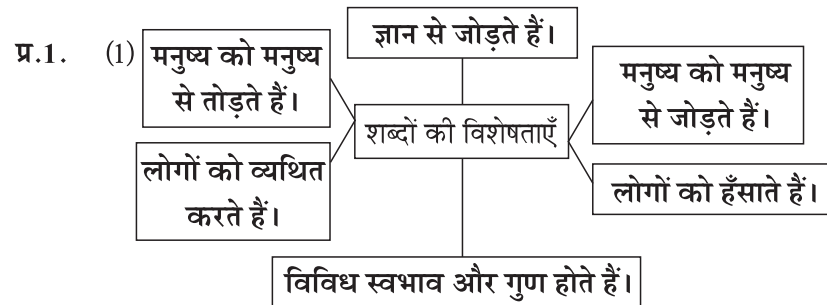 प्र.1. (1)
ज्ञान से जोड़ते हैं।
मनुष्य को मनुष्य
से तोड़ते हैं।
मनुष्य को मनुष्य
से जोड़ते हैं।
शब्दों की विशेषताएँ
लोगों को व्यथित
करते हैं।
लोगों को हँसाते हैं।
विविध स्वभाव और गुण होते हैं।